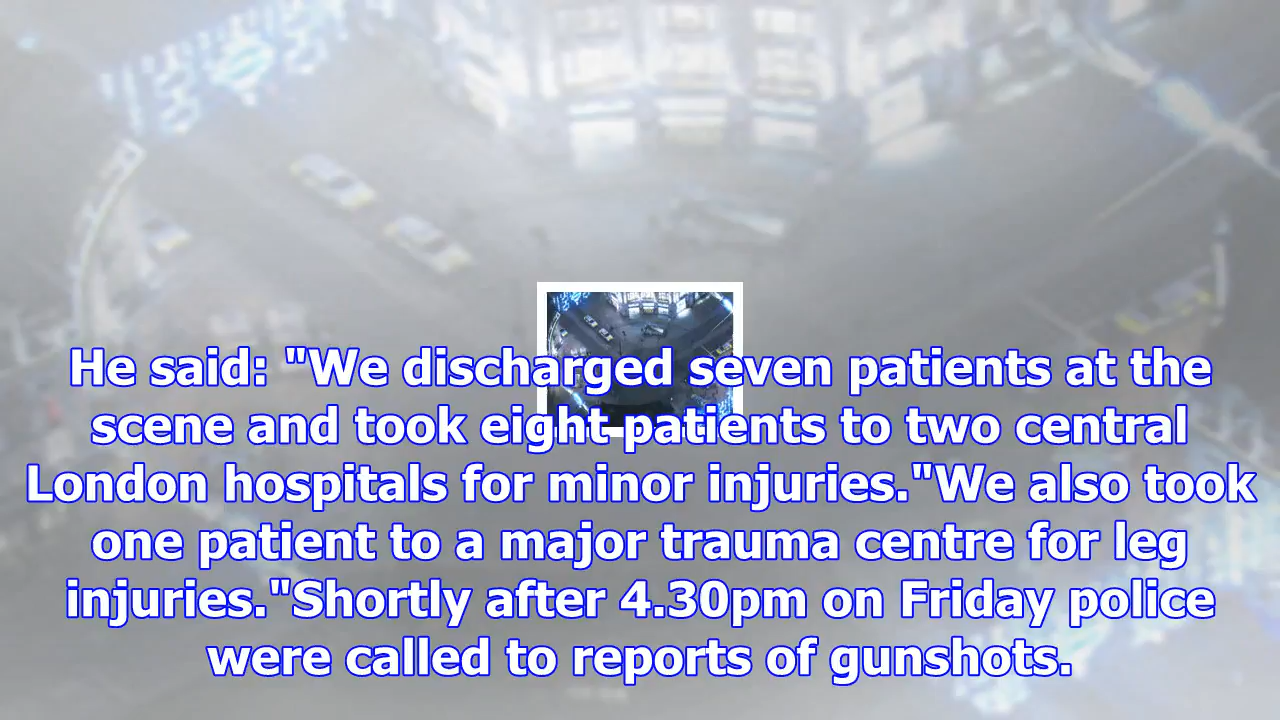 He said: "We discharged seven patients at the
scene and took eight patients to two central
London hospitals for minor injuries."We also took
one patient to a major trauma centre for leg
injuries."Shortly after 4.30pm on Friday police
were called to reports of gunshots.